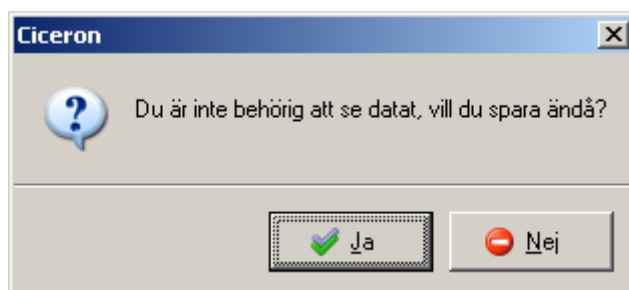 Ciceron
Du är inte behörig att se datat, vill du spara ändå?
Ja
Nej